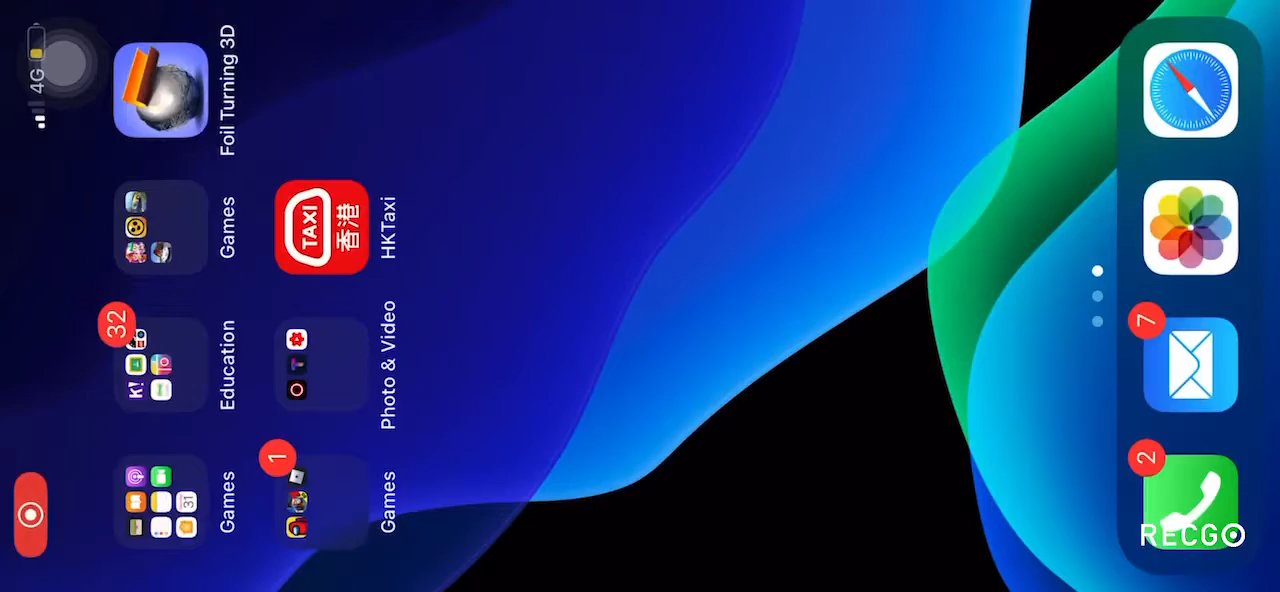 4G
Games
Education
Games
Foil Turning 3D
32
Games
Photo & Video
HKTaxi
1
TAXI
香港
K!
31
2
7
RECGO